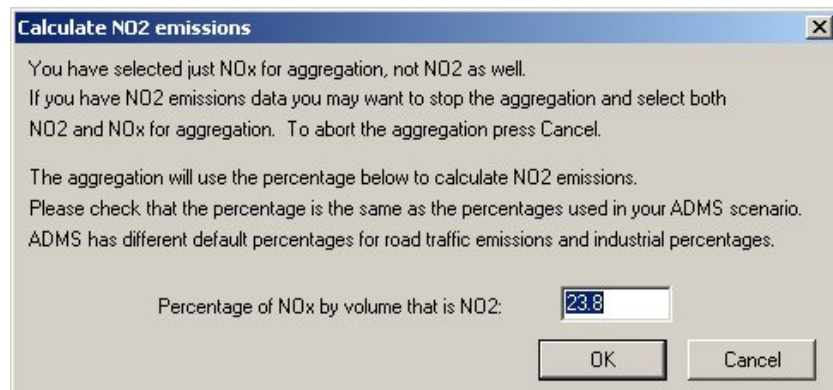 Calculate NO2 emissions
You have selected just NOx for aggregation, not NO2 as well.
If you have NO2 emissions data you may want to stop the aggregation and select both
NO2 and NOx for aggregation. To abort the aggregation press Cancel.
The aggregation will use the percentage below to calculate NO2 emissions.
Please check that the percentage is the same as the percentages used in your ADMS scenario.
ADMS has different default percentages for road traffic emissions and industrial percentages.
Percentage of NOx by volume that is NO2: 23.8
OK Cancel